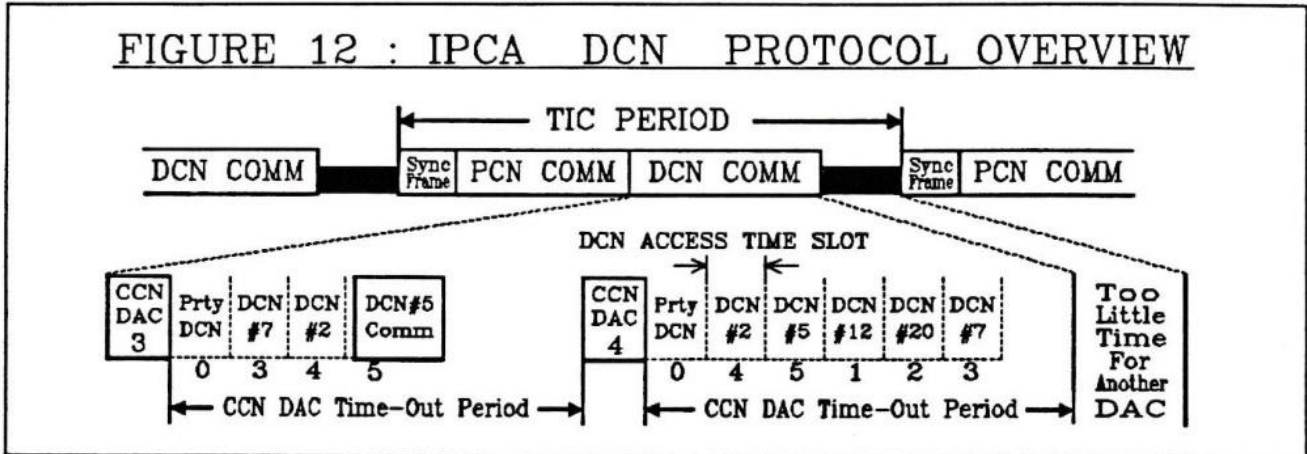 FIGURE 12 : IPCA DCN PROTOCOL OVERVIEW
TIC PERIOD
DCN COMM
Sync Frame
PCN COMM
DCN COMM
Sync Frame
PCN COMM
DCN ACCESS TIME SLOT
CCN DAC 3
Prty DCN
DCN #7
DCN #2
DCN#5 Comm
CCN DAC 4
Prty DCN
DCN #2
DCN #5
DCN #12
DCN #20
DCN #7
Too Little Time For Another DAC
0 3 4 5
0 4 5 1 2 3
CCN DAC Time-Out Period
CCN DAC Time-Out Period